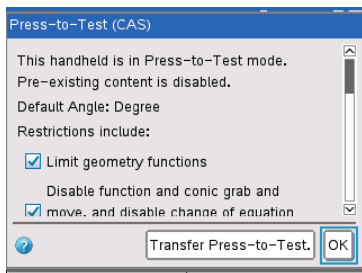 Press-to-Test (CAS)
This handheld is in Press-to-Test mode.
Pre-existing content is disabled.
Default Angle: Degree
Restrictions include:
Limit geometry functions
Disable function and conic grab and
move, and disable change of equation
Transfer Press-to-Test.
OK